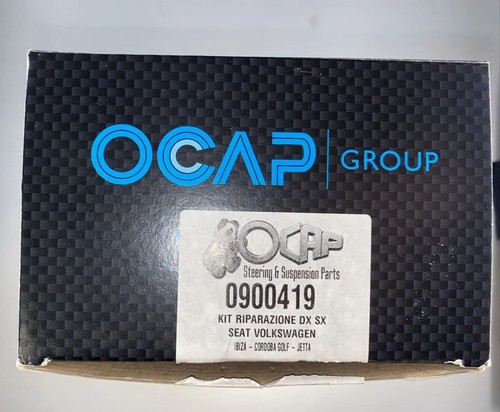 OCAP GROUP
OCAP
Steering & Suspension Parts
0900419
KIT RIPARAZIONE DX SX
SEAT VOLKSWAGEN
IBIZA - CORDOBA GOLF - JETTA